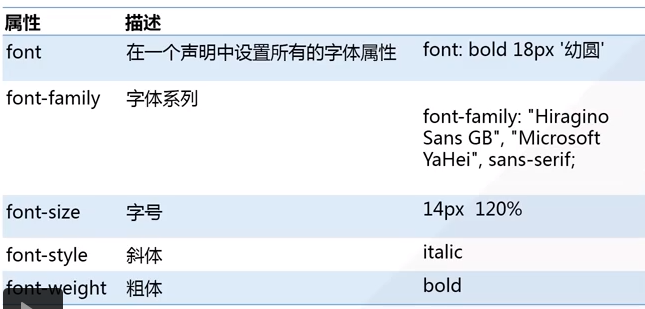 属性 描述
font 在一个声明中设置所有的字体属性 font: bold 18px '幼圆'
font-family 字体系列 font-family: "Hiragino
Sans GB", "Microsoft
YaHei", sans-serif;
font-size 字号 14px 120%
font-style 斜体 italic
font-weight 粗体 bold